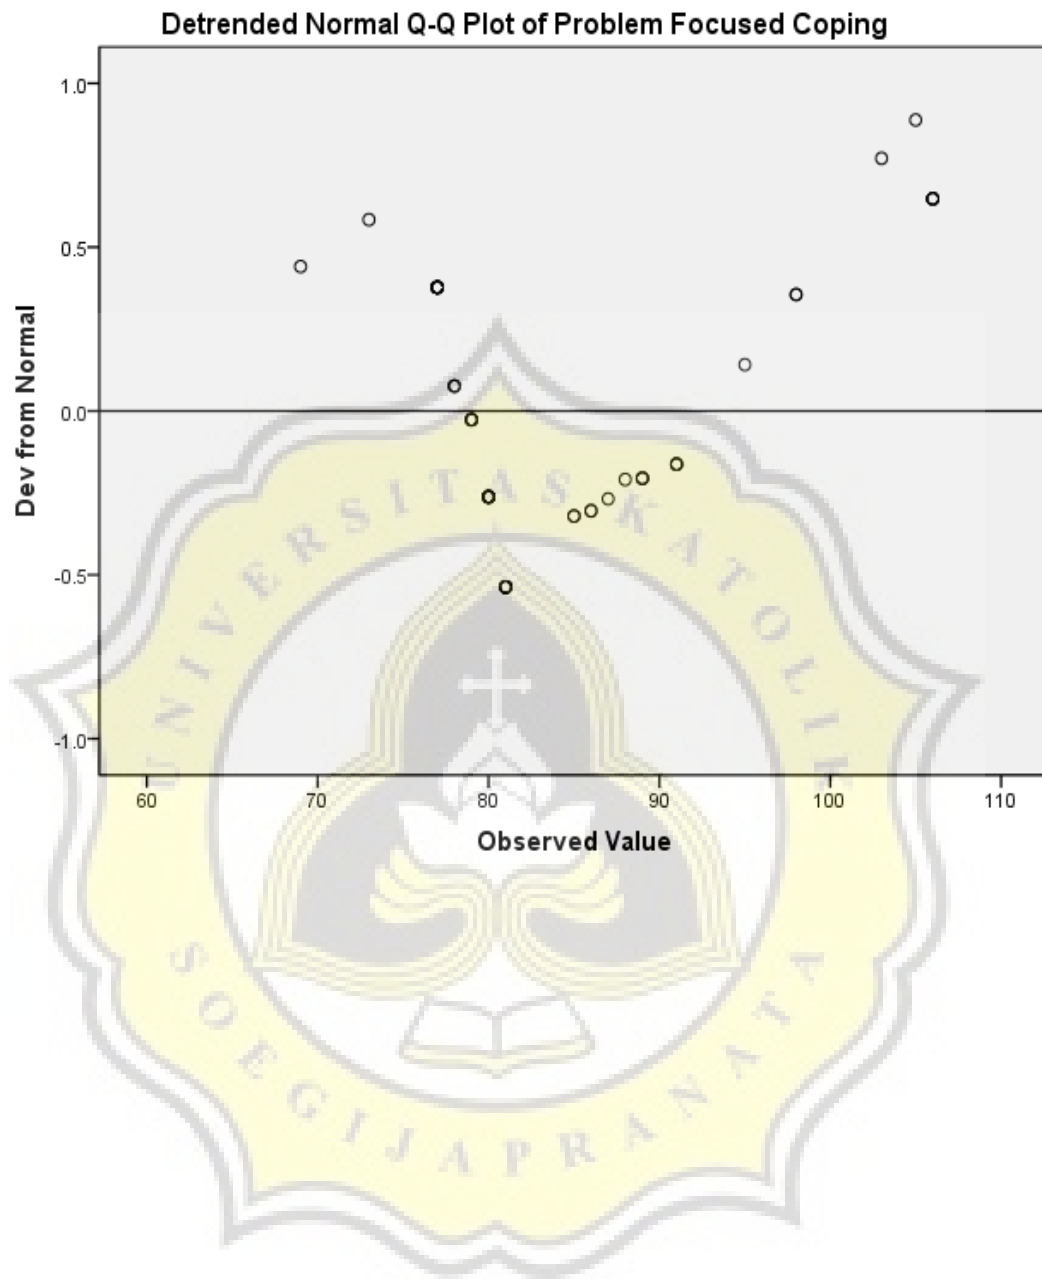 Detrended Normal Q-Q Plot of Problem Focused Coping
1.0
0.5
0.0
-0.5
-1.0
Dev from Normal
60 70 80 90 100 110
Observed Value
UNIVERSITAS KATOLIK
SOEGIJAPRANATA